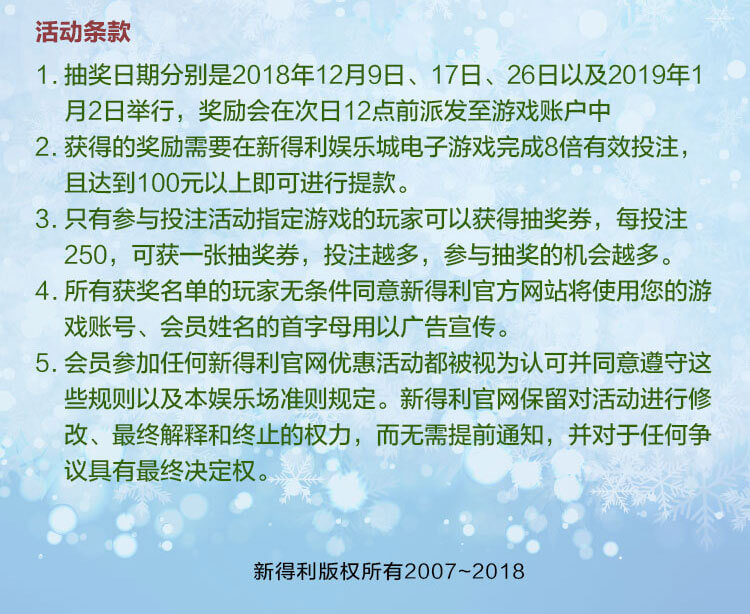 活动条款
1. 抽奖日期分别是2018年12月9日、17日、26日以及2019年1
月2日举行，奖励会在次日12点前派发至游戏账户中
2. 获得的奖励需要在新得利娱乐城电子游戏完成8倍有效投注，
且达到100元以上即可进行提款。
3. 只有参与投注活动指定游戏的玩家可以获得抽奖券，每投注
250，可获一张抽奖券，投注越多，参与抽奖的机会越多。
4. 所有获奖名单的玩家无条件同意新得利官方网站将使用您的游
戏账号、会员姓名的首字母用以广告宣传。
5. 会员参加任何新得利官网优惠活动都被视为认可并同意遵守这
些规则以及本娱乐场准则规定。新得利官网保留对活动进行修
改、最终解释和终止的权力，而无需提前通知，并对于任何争
议具有最终决定权。
新得利版权所有2007~2018